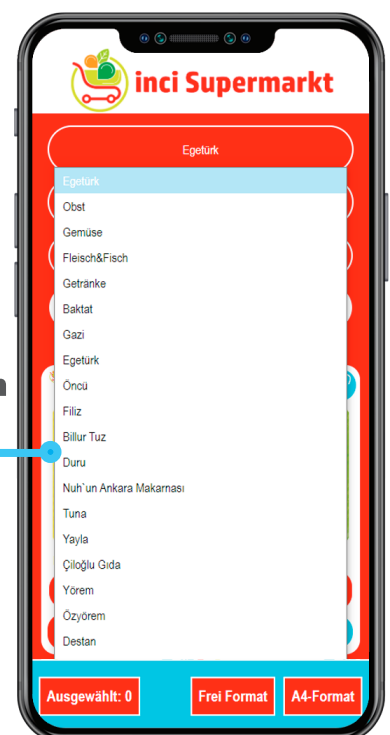 inci Supermarkt
Egetürk
Egetürk
Obst
Gemüse
Fleisch&Fisch
Getränke
Baktat
Gazi
Egetürk
Öncü
Filiz
Billur Tuz
Duru
Nuh`un Ankara Makarnası
Tuna
Yayla
Çiloğlu Gıda
Yörem
Özyörem
Destan
Ausgewählt: 0
Frei Format
A4-Format